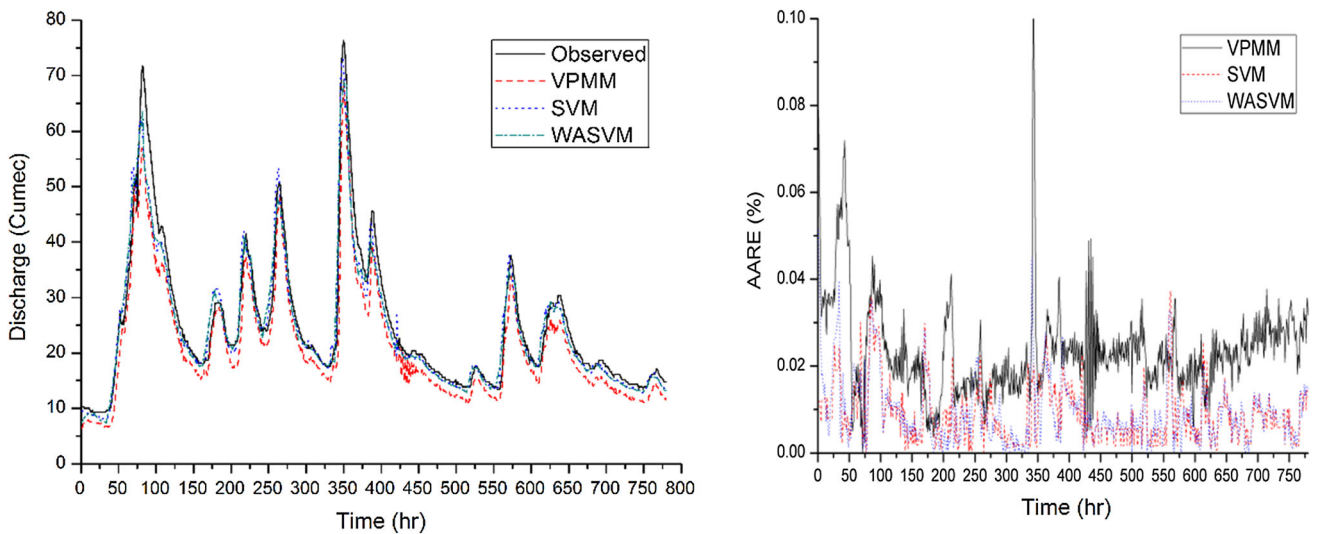 Discharge (Cumec)
80
70
60
50
40
30
20
10
0
Observed
VPMM
SVM
WASVM
0 50 100 150 200 250 300 350 400 450 500 550 600 650 700 750 800
Time (hr)
AARE (%)
0.10
0.08
0.06
0.04
0.02
0.00
VPMM
SVM
WASVM
0 50 100 150 200 250 300 350 400 450 500 550 600 650 700 750
Time (hr)